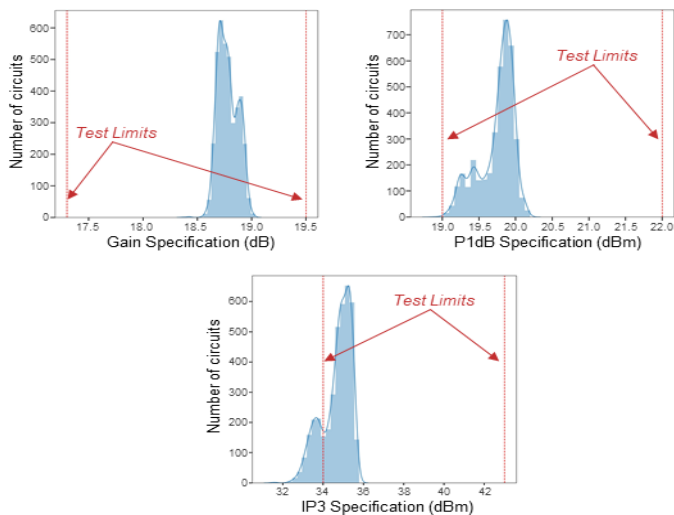 600
500
400
300
200
100
0
Number of circuits
Test Limits
17.5 18.0 18.5 19.0 19.5
Gain Specification (dB)
700
600
500
400
300
200
100
0
Number of circuits
Test Limits
19.0 19.5 20.0 20.5 21.0 21.5 22.0
P1dB Specification (dBm)
600
500
400
300
200
100
0
Number of circuits
Test Limits
32 34 36 38 40 42
IP3 Specification (dBm)